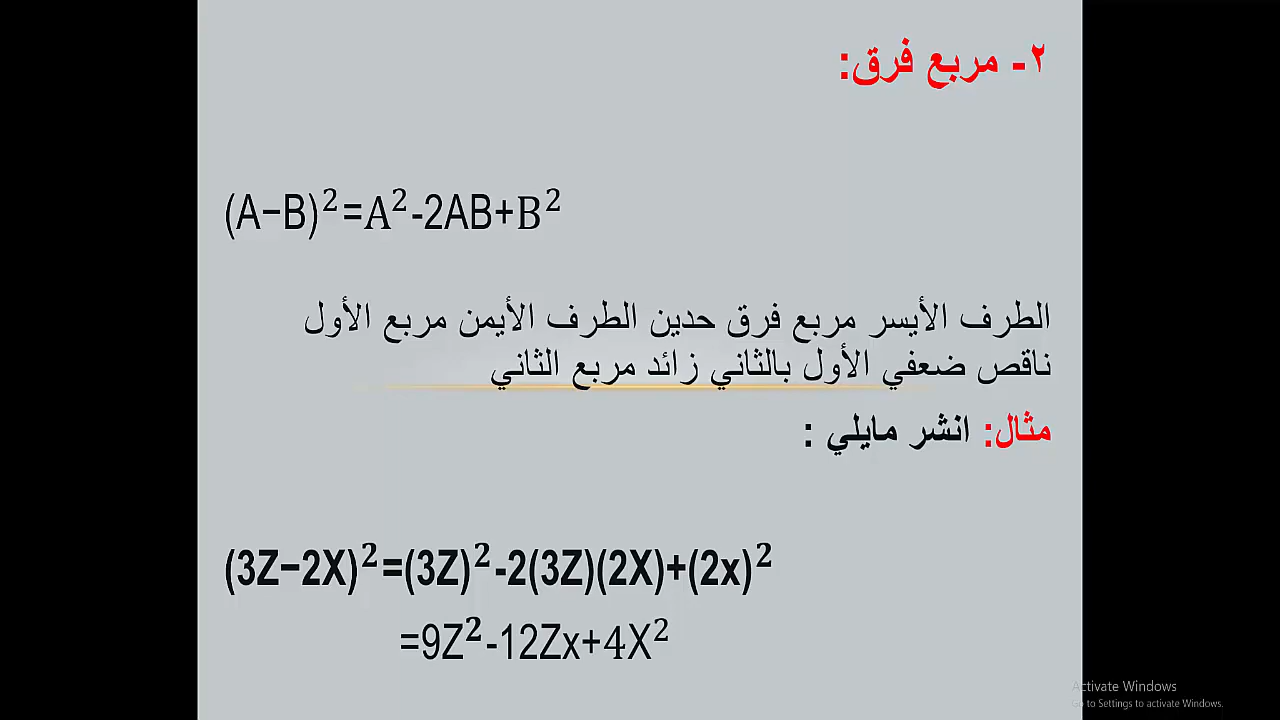 ٢- مربع فرق:
(A−B)²=A²-2AB+B²
الطرف الأيسر مربع فرق حدين الطرف الأيمن مربع الأول
ناقص ضعفي الأول بالثاني زائد مربع الثاني
مثال: انشر مايلي :
(3Z−2X)²=(3Z)²-2(3Z)(2X)+(2x)²
=9Z²-12Zx+4X²
Activate Windows
Go to Settings to activate Windows.